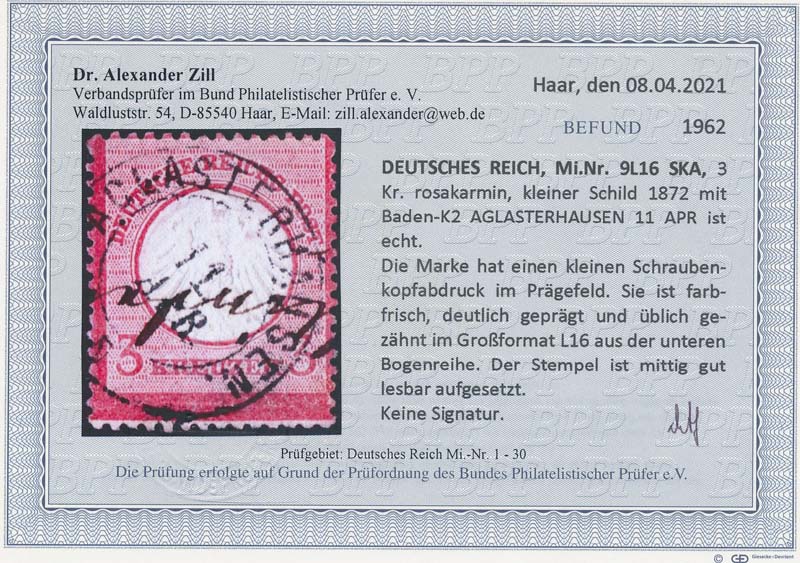 Dr. Alexander Zill
Verbandsprüfer im Bund Philatelistischer Prüfer e. V.
Waldluststr. 54, D-85540 Haar, E-Mail: zill.alexander@web.de
Haar, den 08.04.2021
BEFUND 1962
DEUTSCHES REICH, Mi.Nr. 9L16 SKA, 3
Kr. rosakarmin, kleiner Schild 1872 mit
Baden-K2 AGLASTERHAUSEN 11 APR ist
echt.
Die Marke hat einen kleinen Schrauben-
kopfabdruck im Prägefeld. Sie ist farb-
frisch, deutlich geprägt und üblich ge-
zähnt im Großformat L16 aus der unteren
Bogenreihe. Der Stempel ist mittig gut
lesbar aufgesetzt.
Keine Signatur.
3 KREUZER 3
Prüfgebiet: Deutsches Reich Mi.-Nr. 1 - 30
Die Prüfung erfolgte auf Grund der Prüfordnung des Bundes Philatelistischer Prüfer e.V.
© Giesecke+Devrient